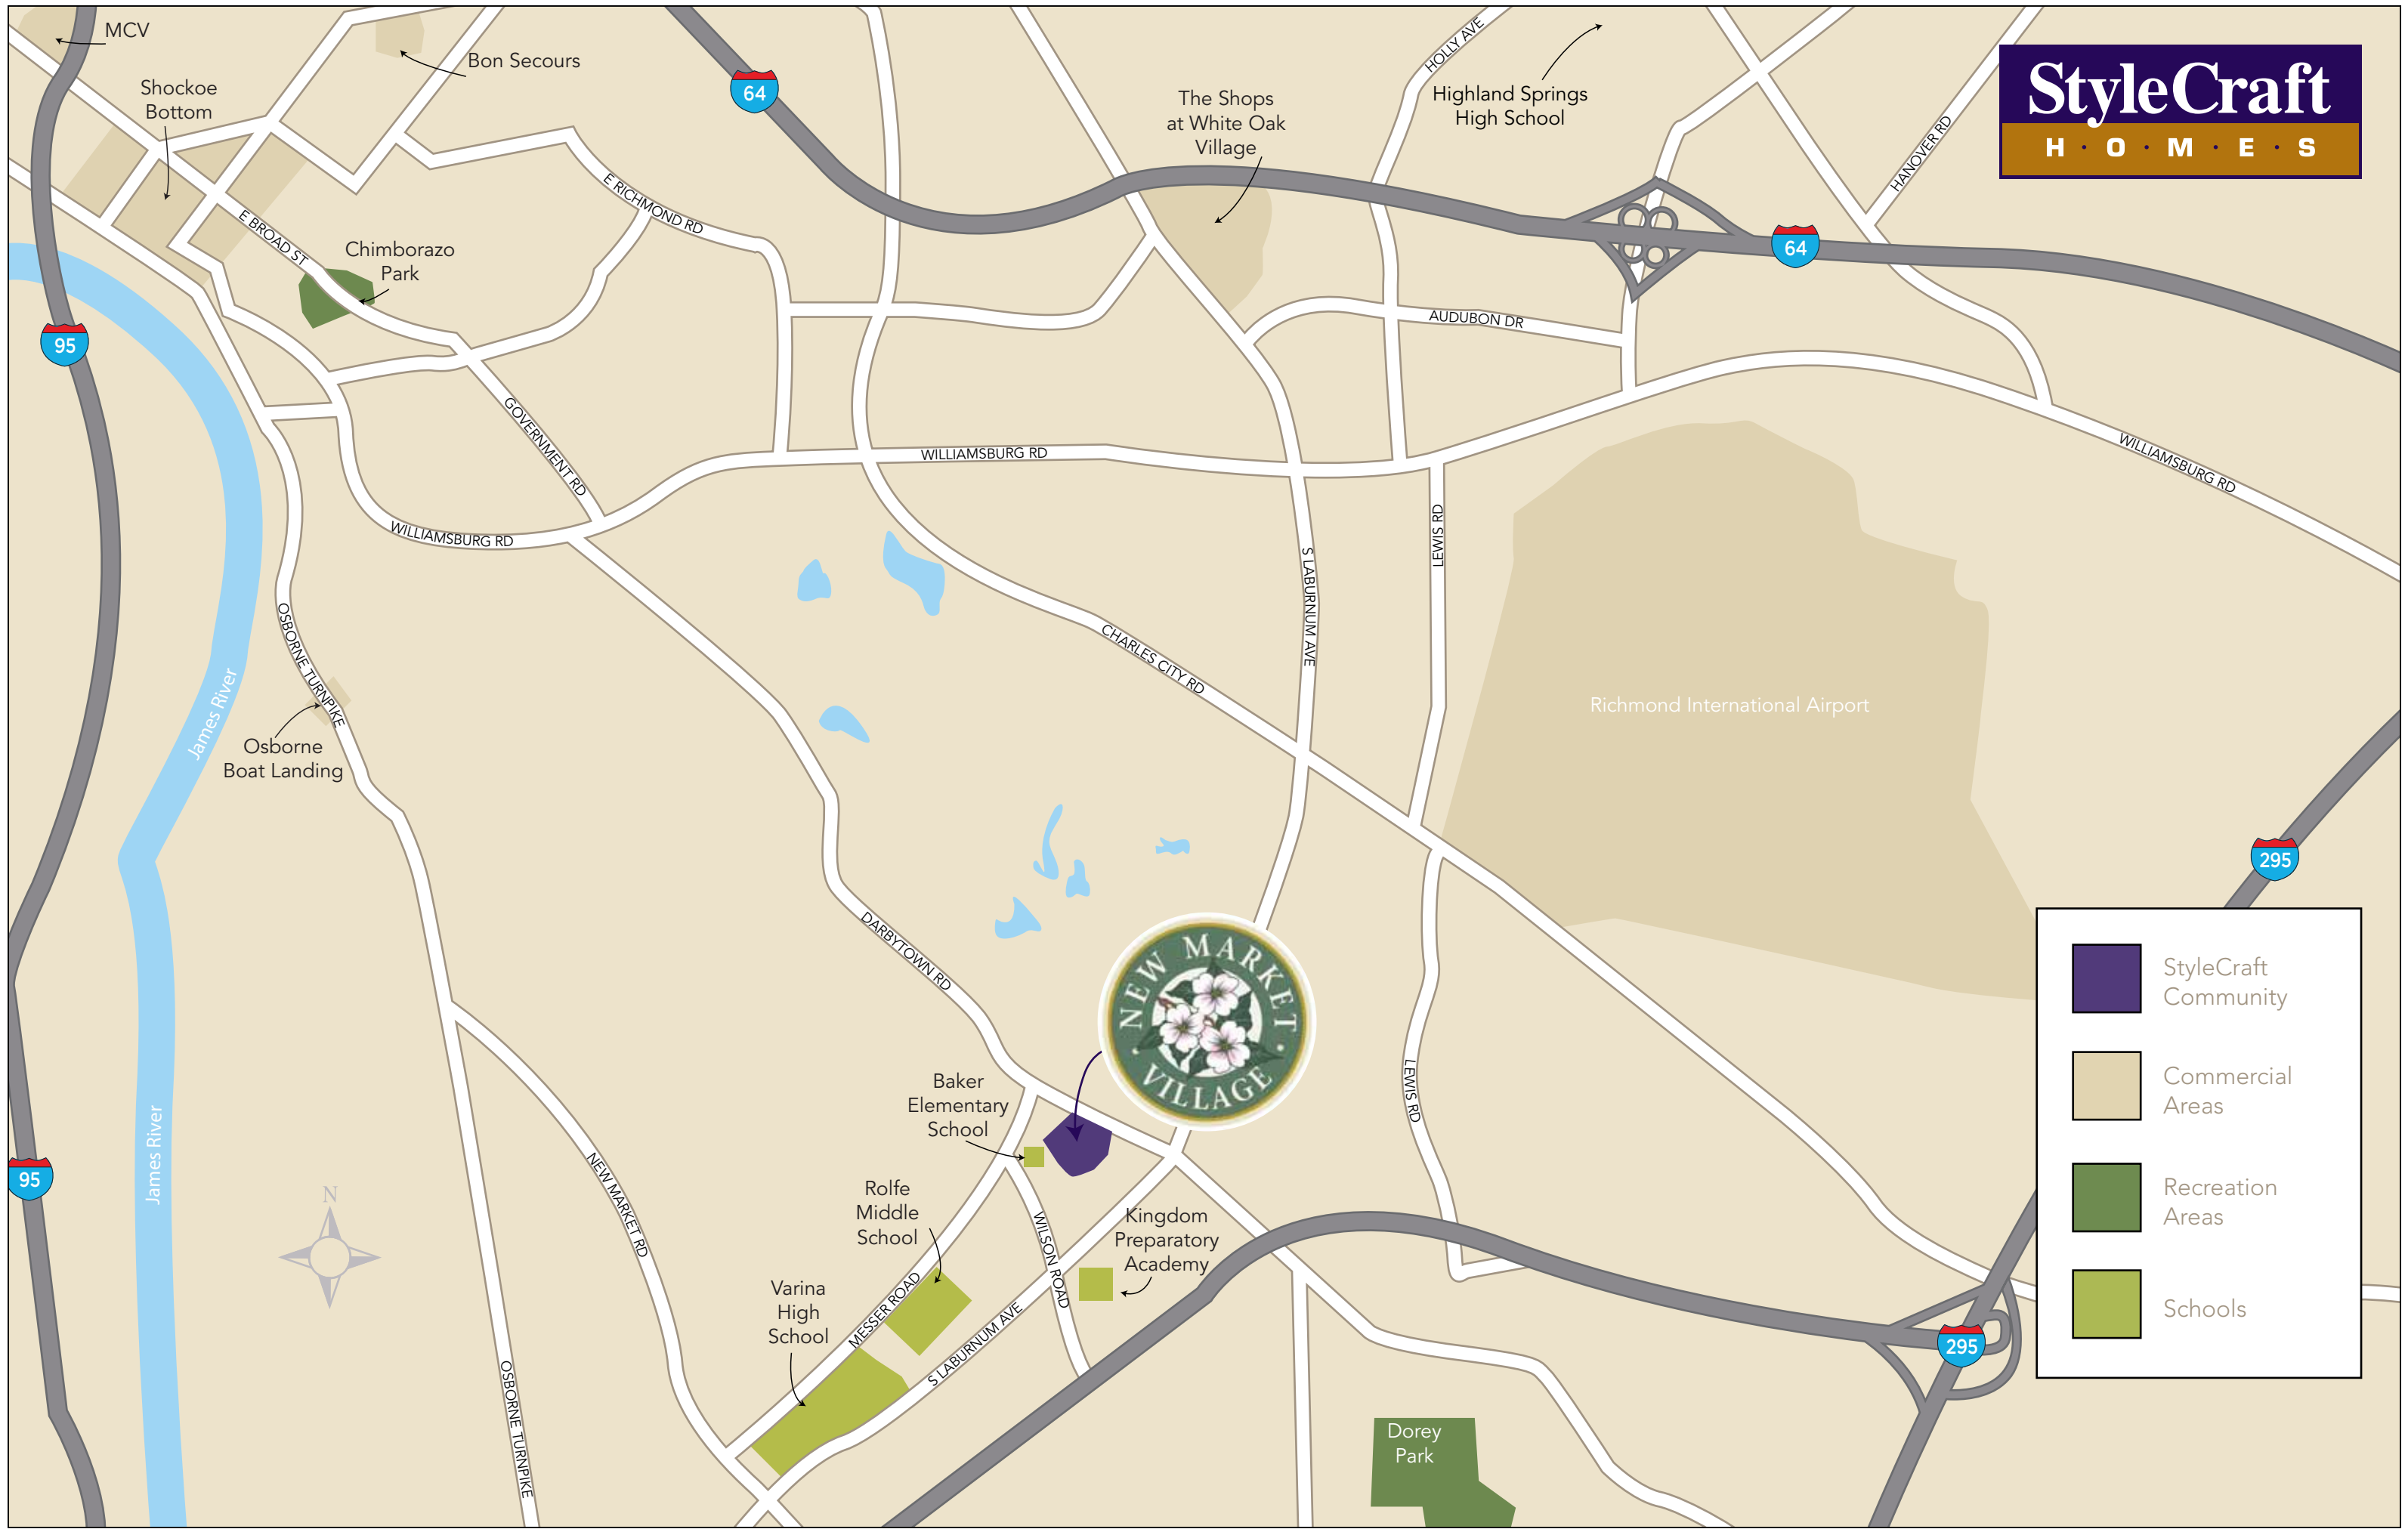 MCV
Bon Secours
Shockoe
Bottom
64
The Shops
at White Oak
Village
HOLLY AVE
Highland Springs
High School
StyleCraft
H · O · M · E · S
HANOVER RD
E RICHMOND RD
E BROAD ST
Chimborazo
Park
64
95
AUDUBON DR
GOVERNMENT RD
WILLIAMSBURG RD
WILLIAMSBURG RD
WILLIAMSBURG RD
LEWIS RD
S LABURNUM AVE
OSBORNE TURNPIKE
CHARLES CITY RD
James River
Richmond International Airport
Osborne
Boat Landing
295
DARBYTOWN RD
NEW MARKET
· VILLAGE ·
StyleCraft
Community
Commercial
Areas
Recreation
Areas
Schools
LEWIS RD
Baker
Elementary
School
James River
95
N
NEW MARKET RD
Rolfe
Middle
School
WILSON ROAD
Kingdom
Preparatory
Academy
Varina
High
School
MESSER ROAD
S LABURNUM AVE
295
OSBORNE TURNPIKE
Dorey
Park